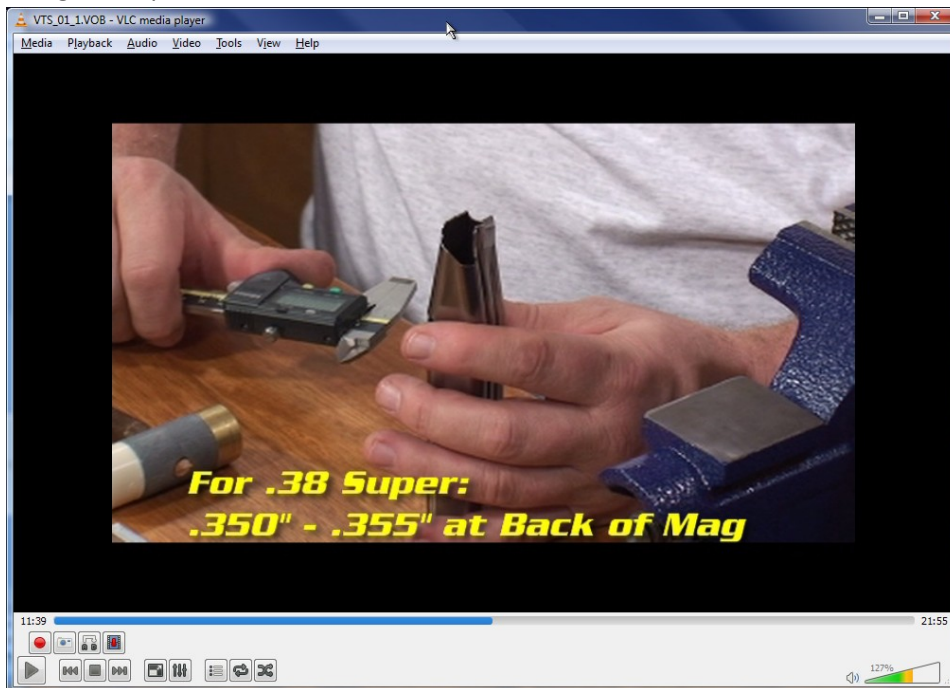 VTS_01_1.VOB - VLC media player
Media Playback Audio Video Tools View Help
For .38 Super:
.350" - .355" at Back of Mag
11:39
21:55
127%